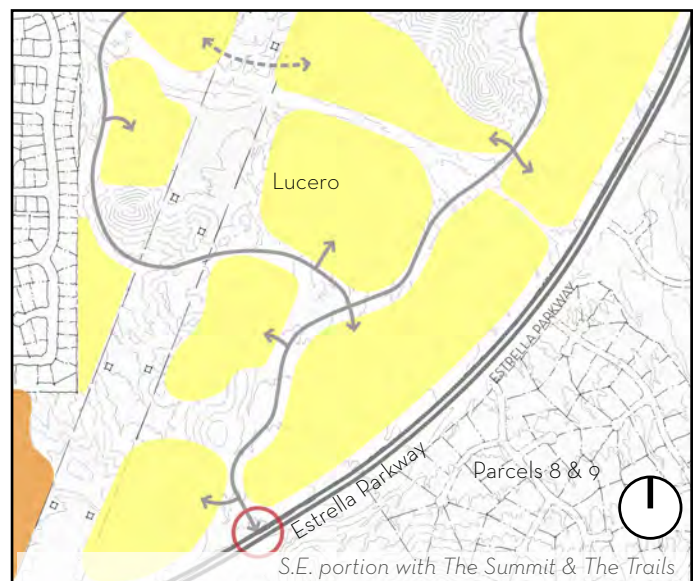 Lucero
ESTRELLA PARKWAY
Estrella Parkway
Parcels 8 & 9
S.E. portion with The Summit & The Trails